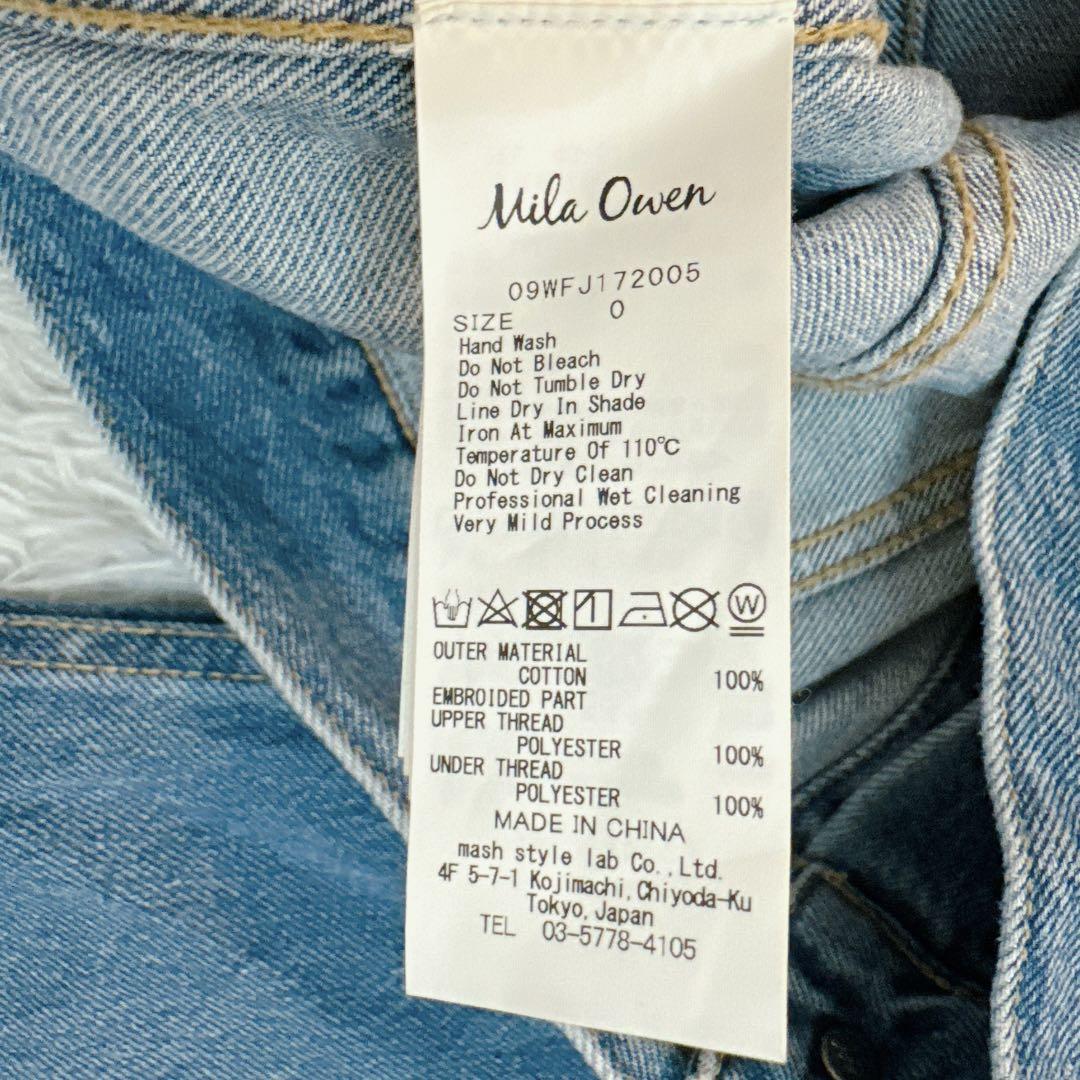 Mila Owen
09WFJ172005
SIZE 0
Hand Wash
Do Not Bleach
Do Not Tumble Dry
Line Dry In Shade
Iron At Maximum
Temperature Of 110℃
Do Not Dry Clean
Professional Wet Cleaning
Very Mild Process
W
OUTER MATERIAL
COTTON 100%
EMBROIDED PART
UPPER THREAD
POLYESTER 100%
UNDER THREAD
POLYESTER 100%
MADE IN CHINA
mash style lab Co.,Ltd.
4F 5-7-1 Kojimachi,Chiyoda-Ku
Tokyo,Japan
TEL 03-5778-4105